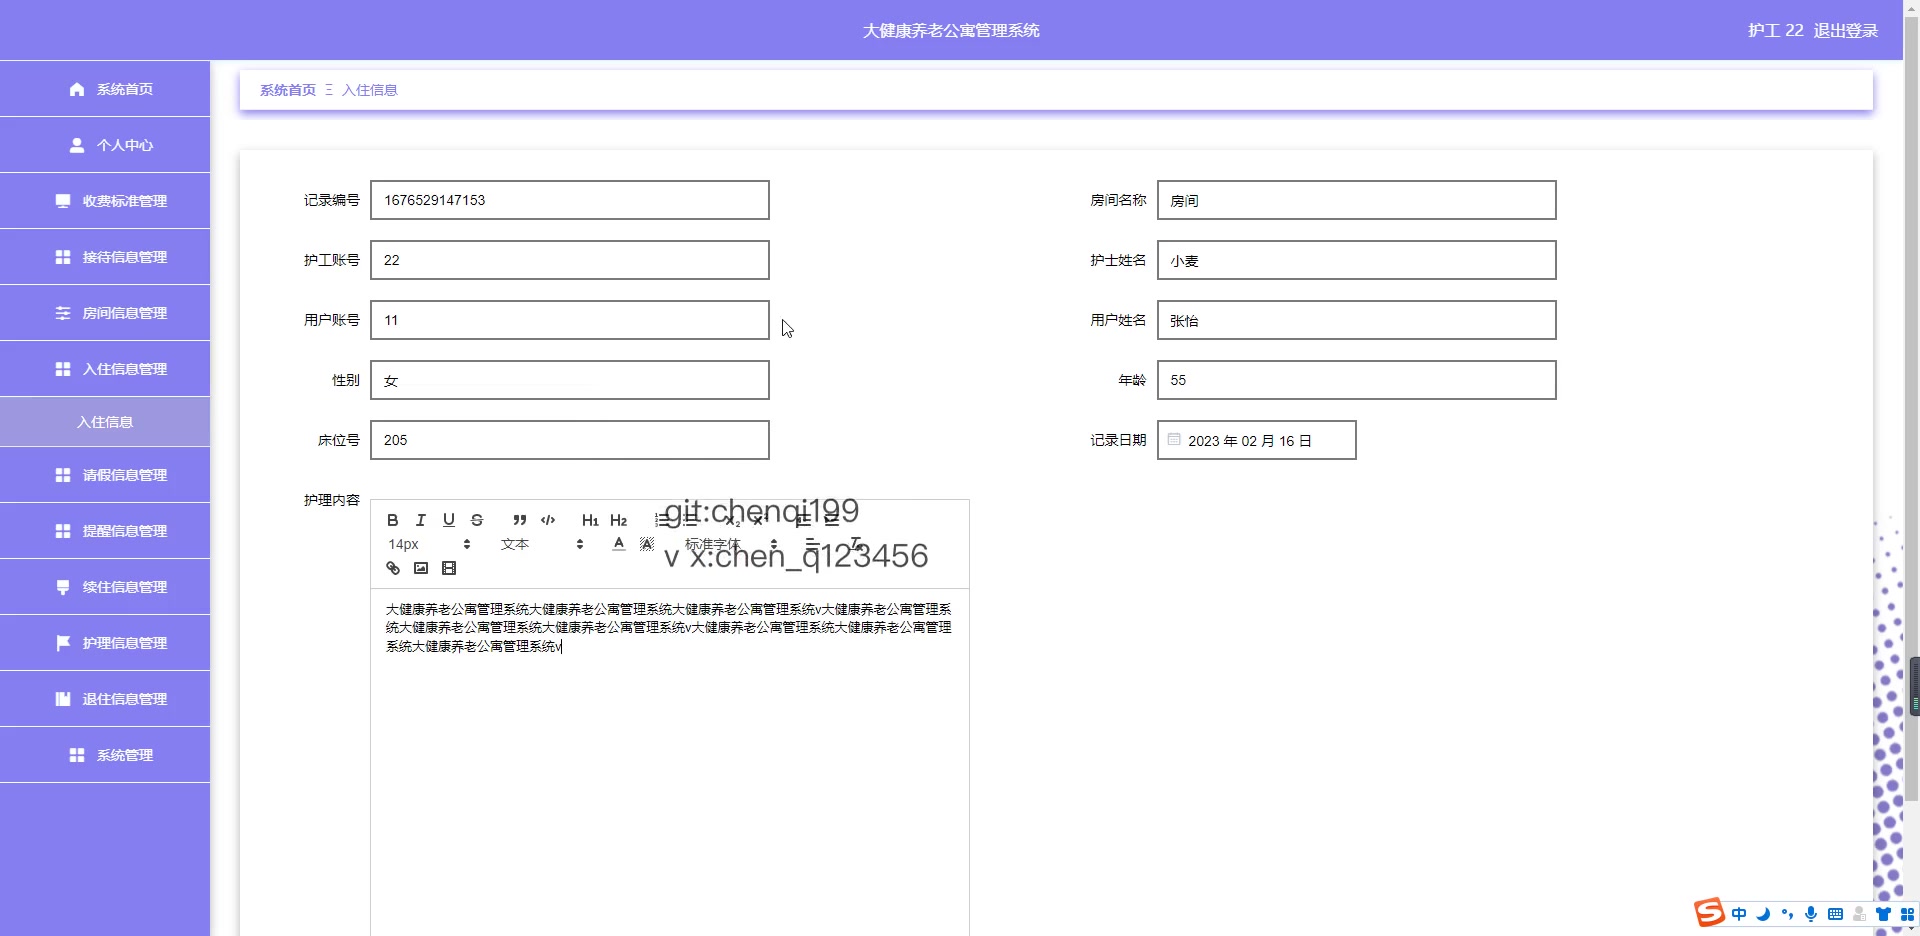 大健康养老公寓管理系统
护工 22 退出登录
系统首页
个人中心
收费标准管理
接待信息管理
房间信息管理
入住信息管理
入住信息
请假信息管理
提醒信息管理
续住信息管理
护理信息管理
退住信息管理
系统管理
系统首页 Ξ 入住信息
记录编号 1676529147153
房间名称 房间
护工账号 22
护士姓名 小麦
用户账号 11
用户姓名 张怡
性别 女
年龄 55
床位号 205
记录日期 2023 年 02 月 16 日
护理内容
B I U S H1 H2 X2 X²
14px 文本 A A 标准字体
git:chenqi199
v x:chen_q123456
大健康养老公寓管理系统大健康养老公寓管理系统大健康养老公寓管理系统v大健康养老公寓管理系
统大健康养老公寓管理系统大健康养老公寓管理系统v大健康养老公寓管理系统大健康养老公寓管理
系统大健康养老公寓管理系统v
中